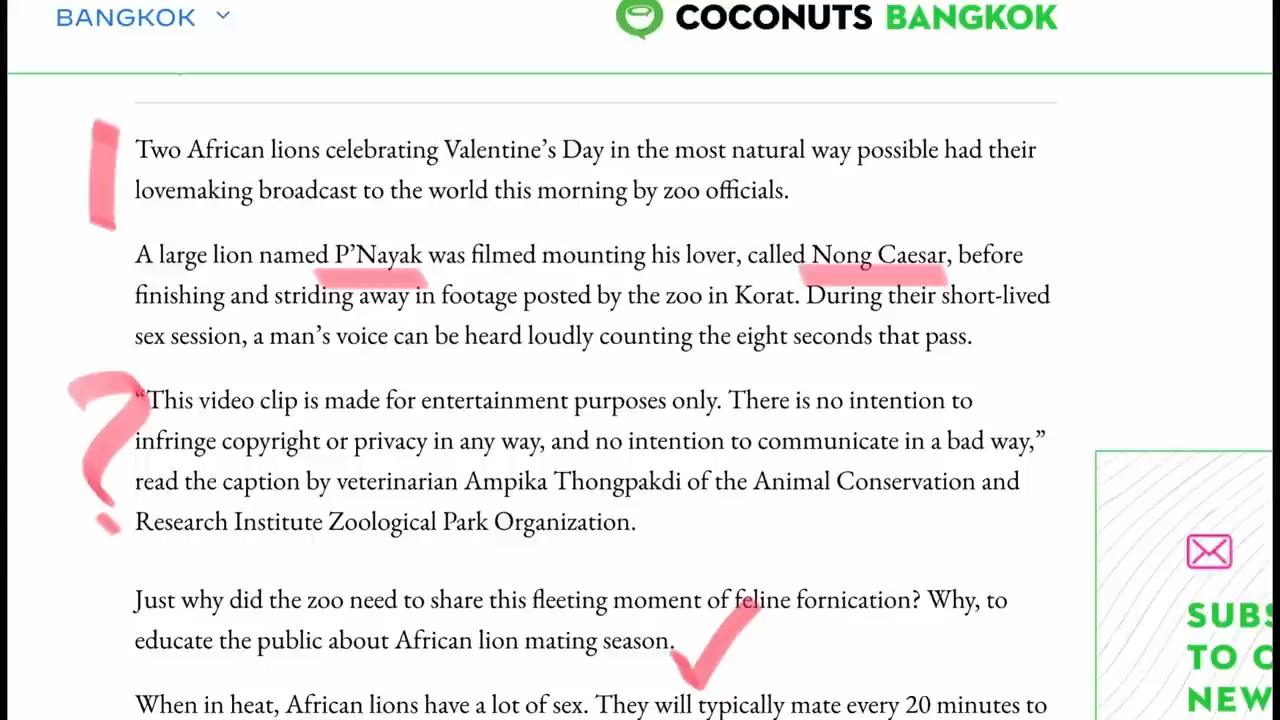 BANGKOK
COCONUTS BANGKOK
Two African lions celebrating Valentine’s Day in the most natural way possible had their
lovemaking broadcast to the world this morning by zoo officials.
A large lion named P’Nayak was filmed mounting his lover, called Nong Caesar, before
finishing and striding away in footage posted by the zoo in Korat. During their short-lived
sex session, a man’s voice can be heard loudly counting the eight seconds that pass.
“This video clip is made for entertainment purposes only. There is no intention to
infringe copyright or privacy in any way, and no intention to communicate in a bad way,”
read the caption by veterinarian Ampika Thongpakdi of the Animal Conservation and
Research Institute Zoological Park Organization.
Just why did the zoo need to share this fleeting moment of feline fornication? Why, to
educate the public about African lion mating season.
When in heat, African lions have a lot of sex. They will typically mate every 20 minutes to
SUBS
TO O
NEW